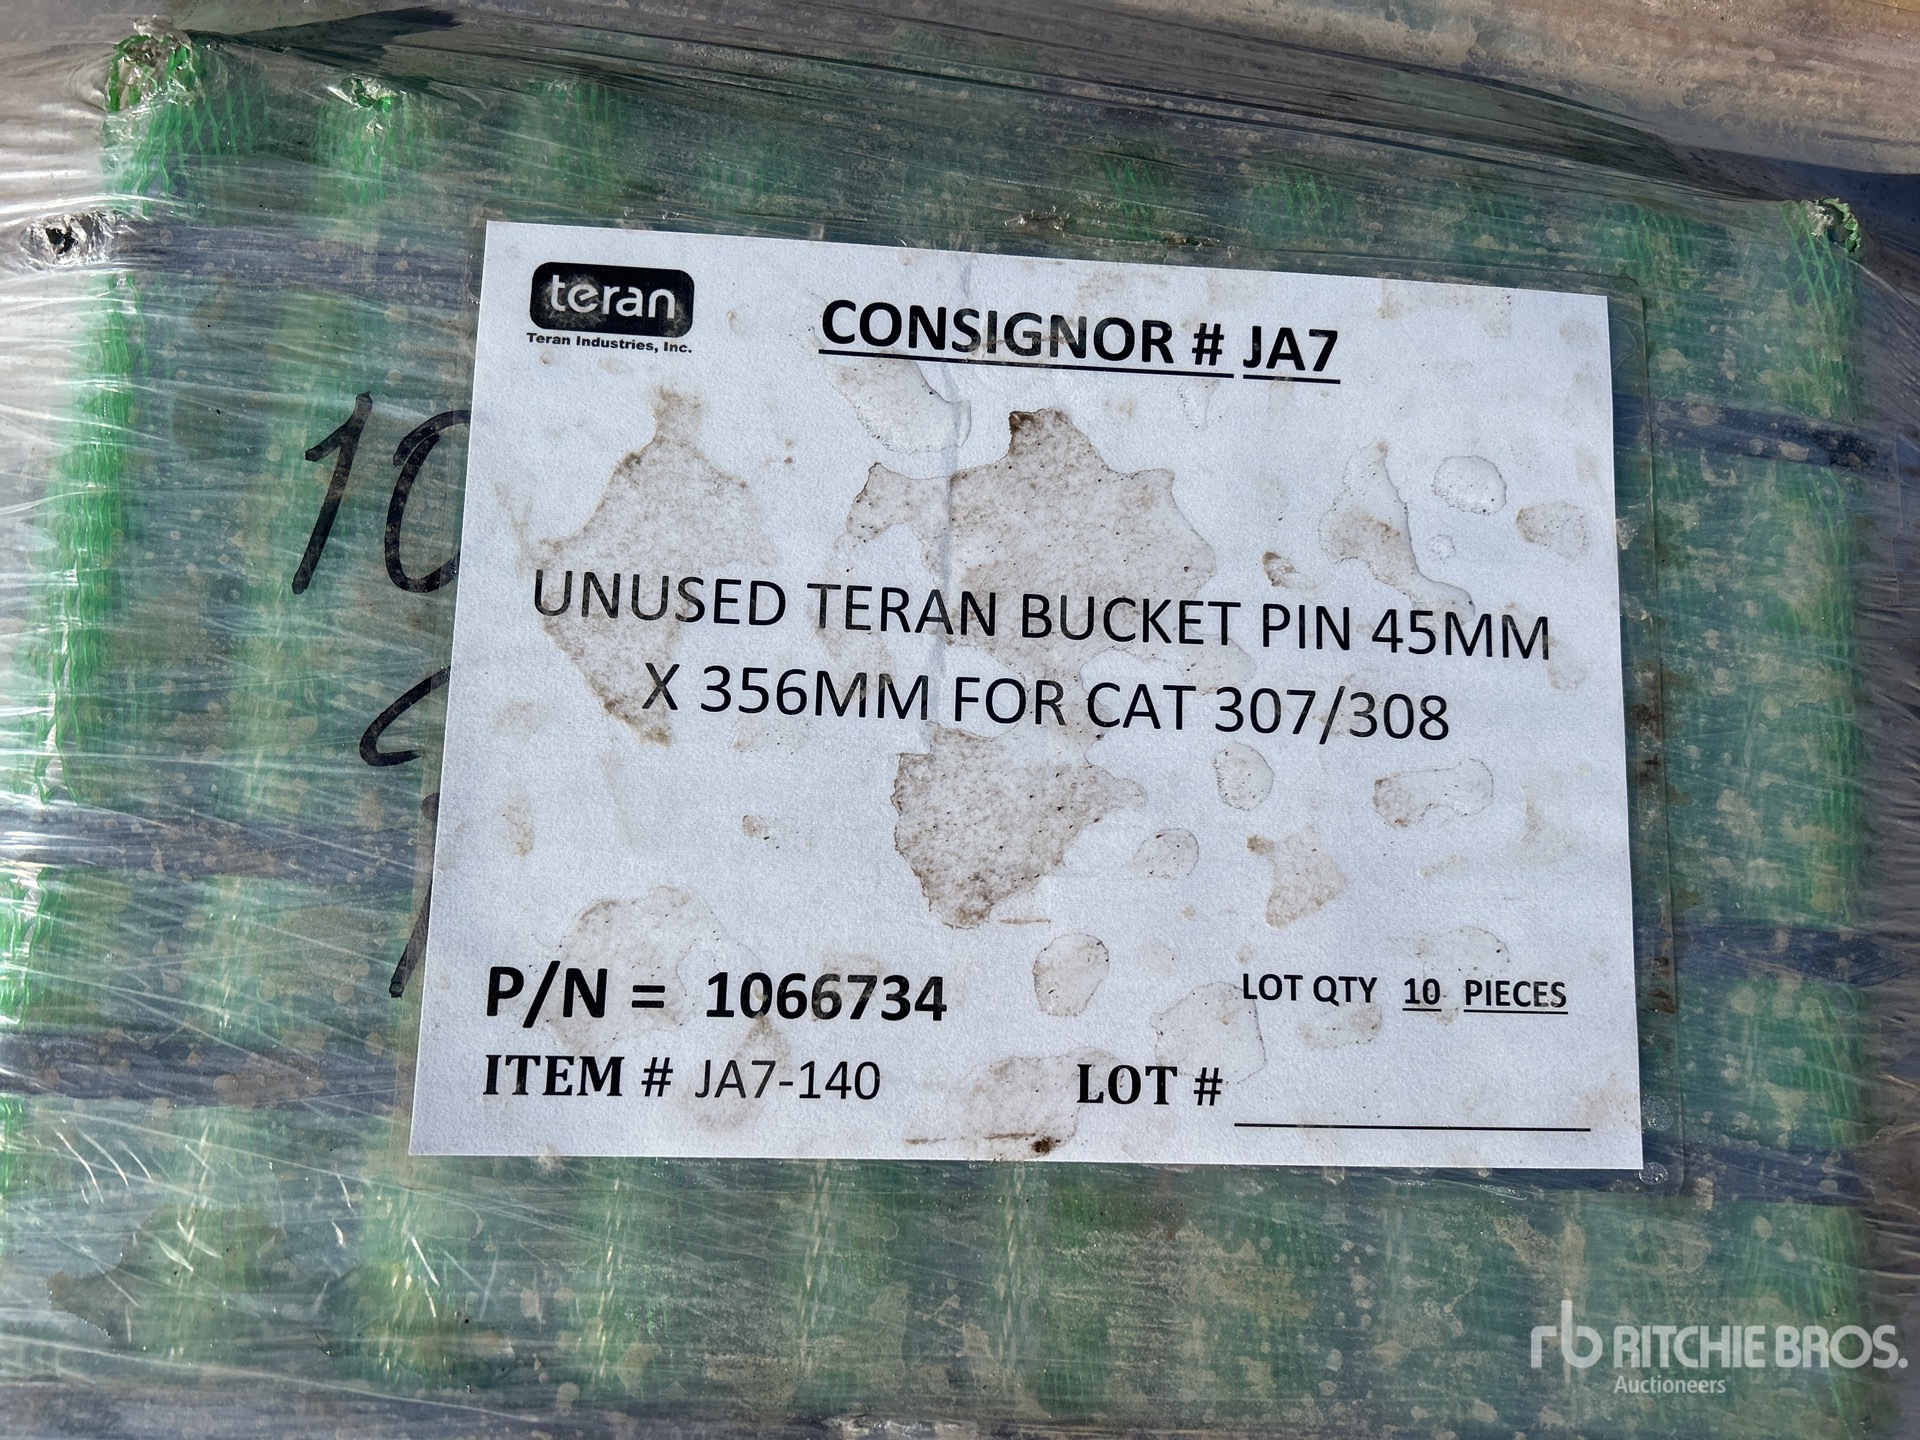 teran
Teran Industries, Inc.
CONSIGNOR # JA7
10
UNUSED TERAN BUCKET PIN 45MM
X 356MM FOR CAT 307/308
P/N = 1066734
LOT QTY 10 PIECES
ITEM # JA7-140
LOT #
rb RITCHIE BROS.
Auctioneers